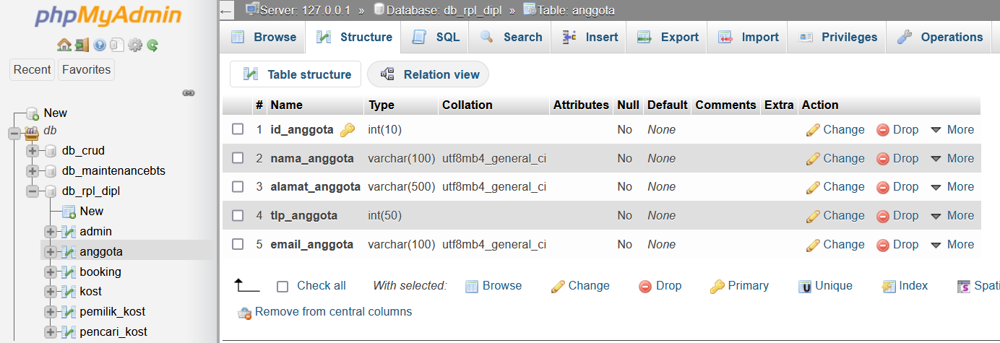 phpMyAdmin
Recent Favorites
New
db
db_crud
db_maintenancebts
db_rpl_dipl
New
admin
anggota
booking
kost
pemilik_kost
pencari_kost
← Server: 127.0.0.1 » Database: db_rpl_dipl » Table: anggota
Browse Structure SQL Search Insert Export Import Privileges Operations
Table structure Relation view
# Name Type Collation Attributes Null Default Comments Extra Action
1 id_anggota int(10) No None Change Drop More
2 nama_anggota varchar(100) utf8mb4_general_ci No None Change Drop More
3 alamat_anggota varchar(500) utf8mb4_general_ci No None Change Drop More
4 tlp_anggota int(50) No None Change Drop More
5 email_anggota varchar(100) utf8mb4_general_ci No None Change Drop More
Check all With selected: Browse Change Drop Primary Unique Index Spati
Remove from central columns